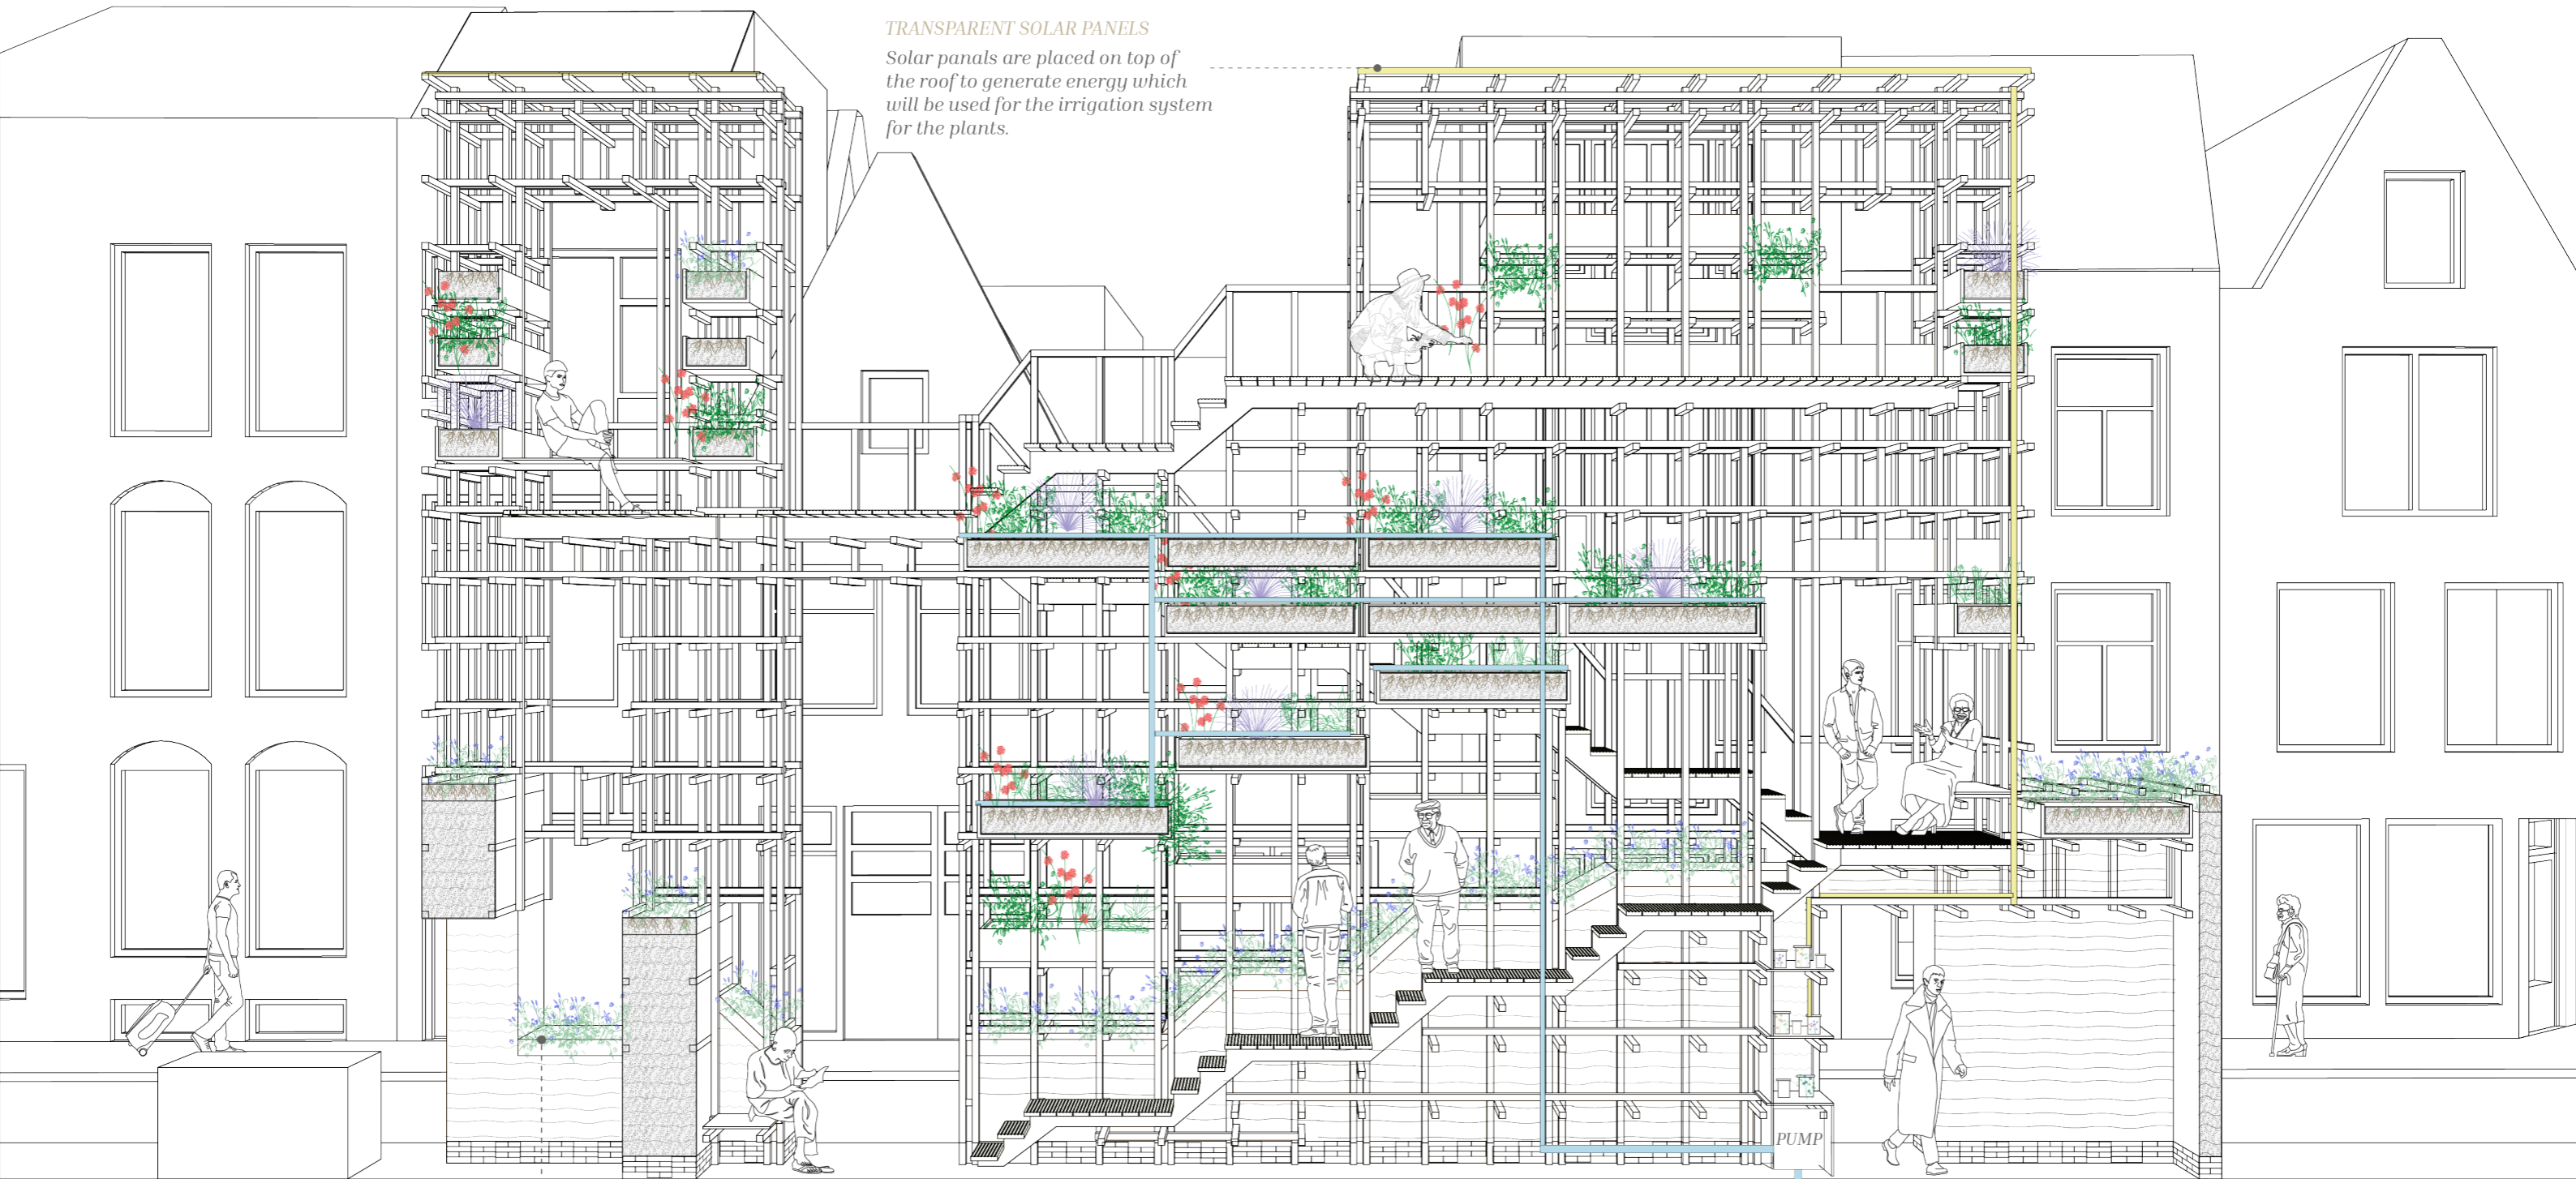 TRANSPARENT SOLAR PANELS
Solar panals are placed on top of
the roof to generate energy which
will be used for the irrigation system
for the plants.
PUMP